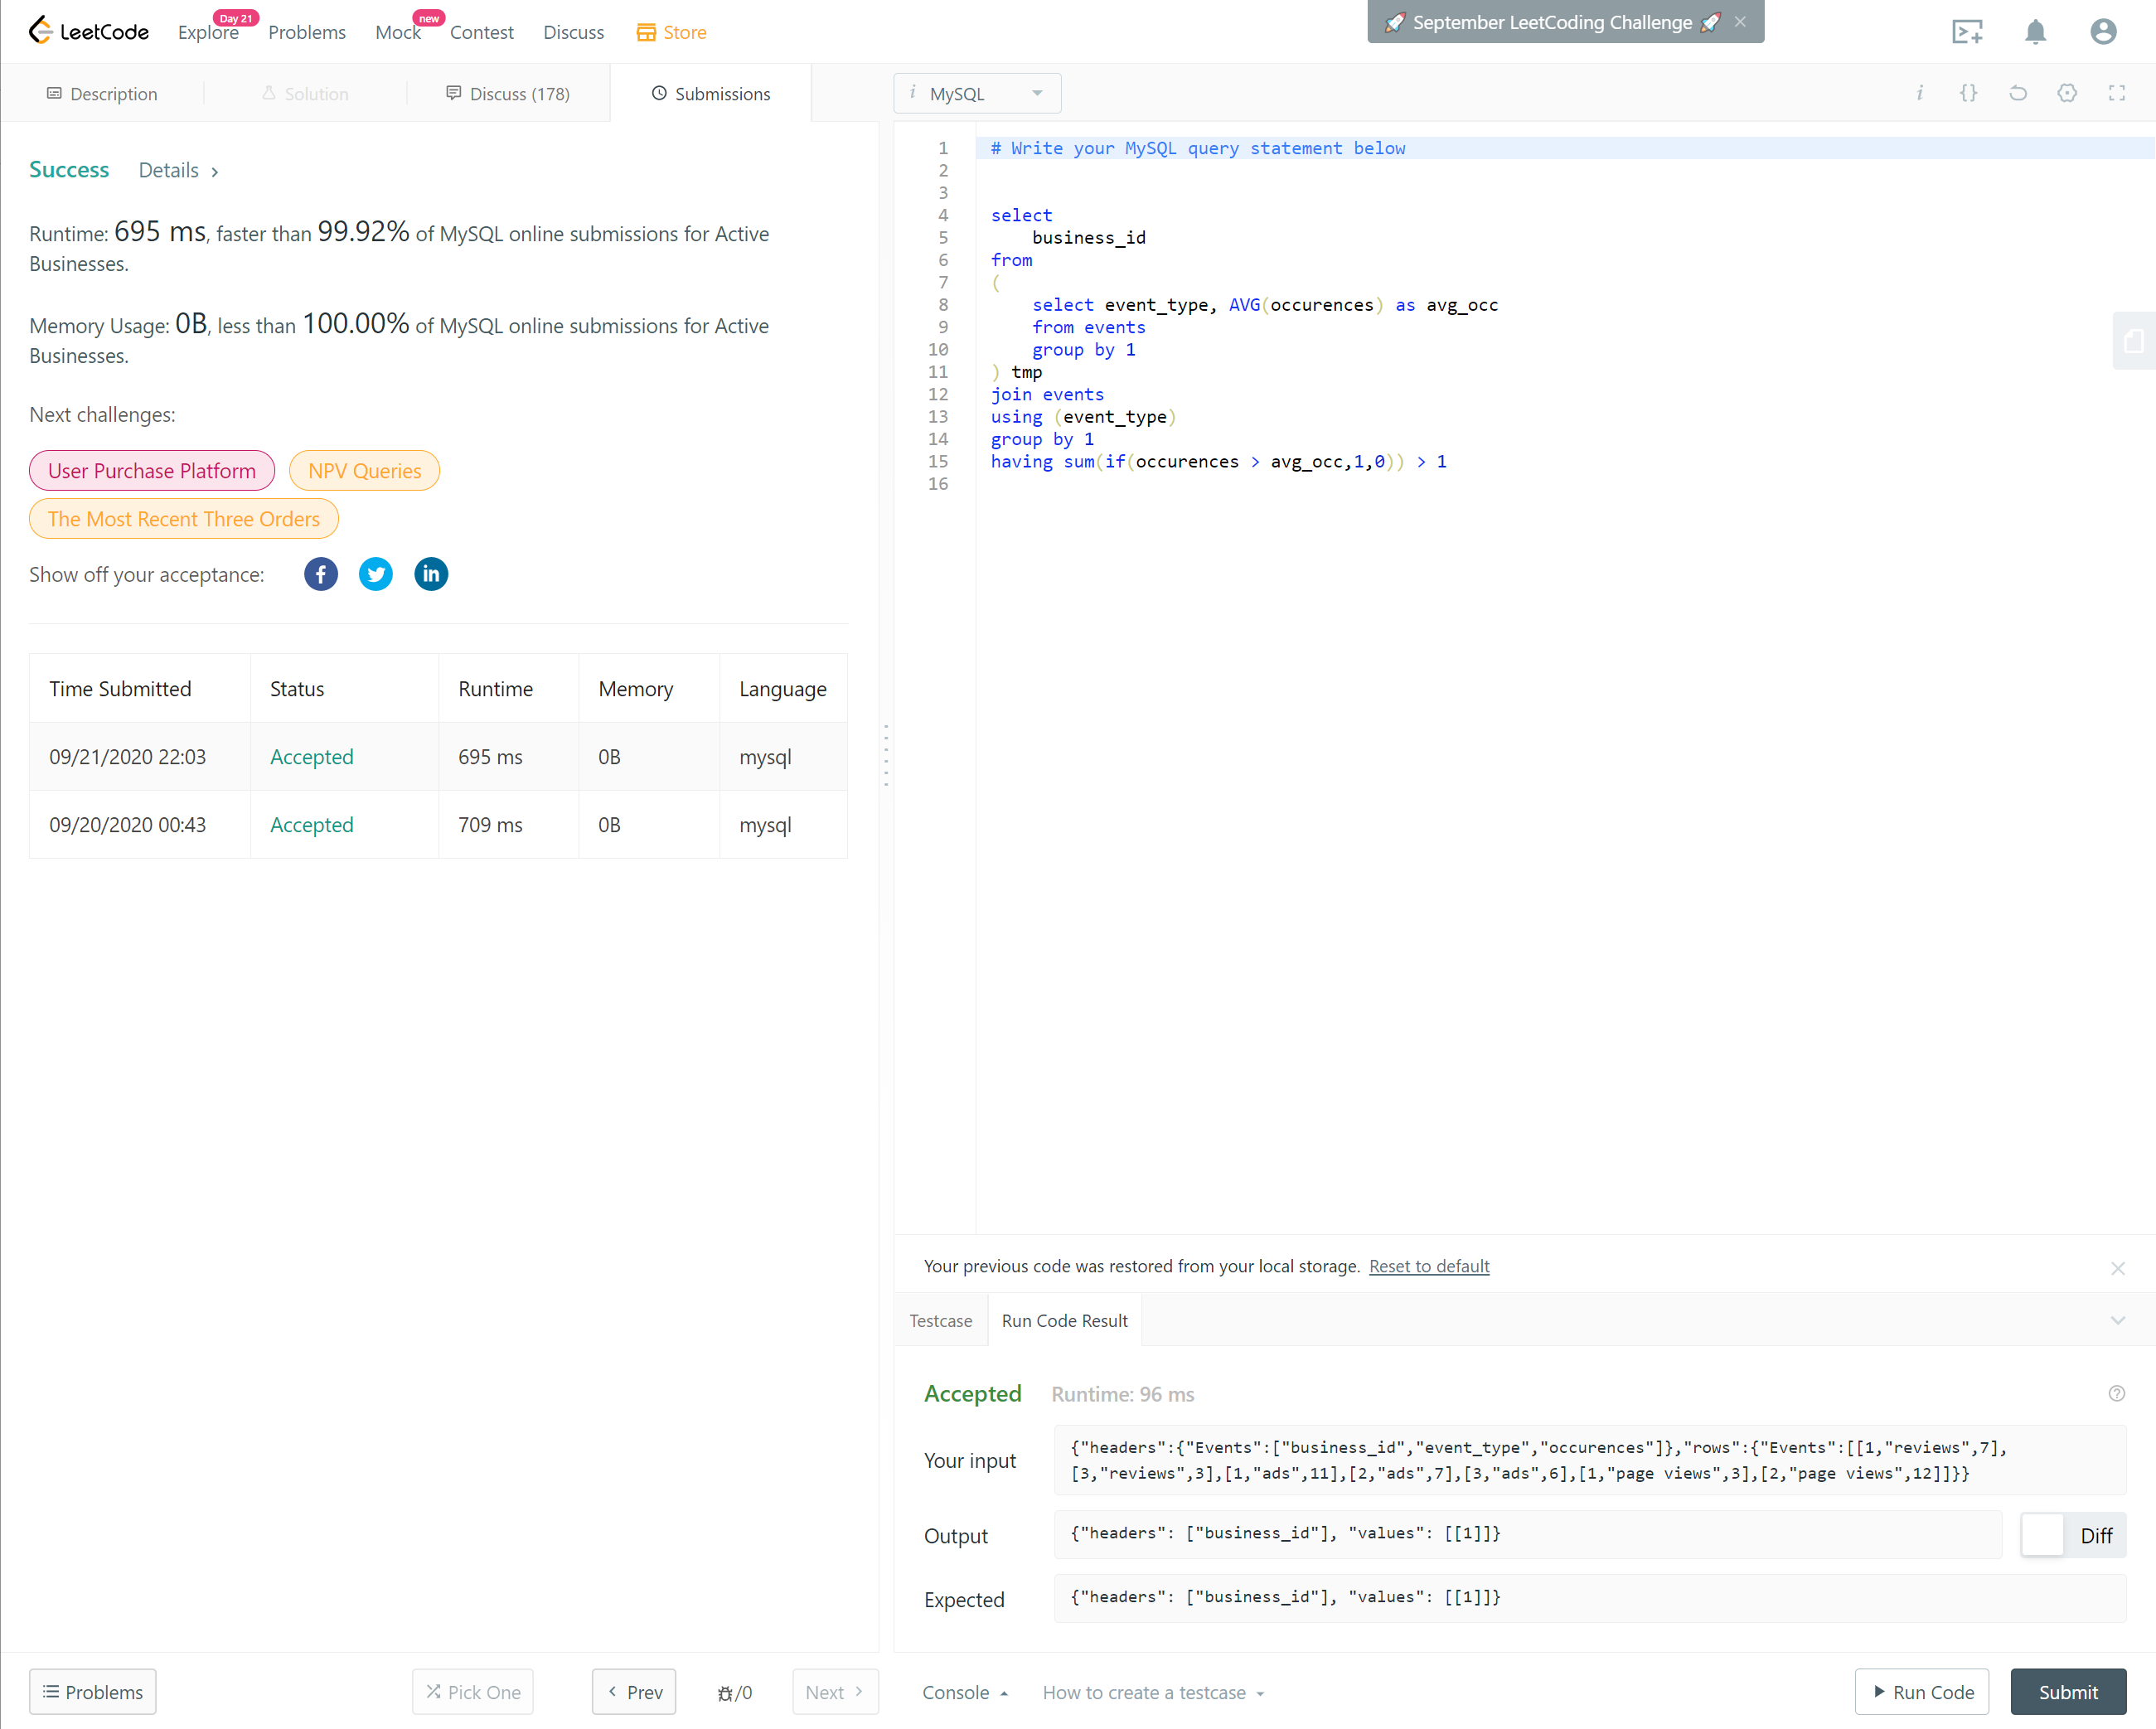 LeetCode
Explore
Day 21
Problems
Mock
new
Contest
Discuss
Store
🚀 September LeetCoding Challenge 🚀 ×
Description
Solution
Discuss (178)
Submissions
i MySQL
i {}
Success Details >
Runtime: 695 ms, faster than 99.92% of MySQL online submissions for Active
Businesses.
Memory Usage: 0B, less than 100.00% of MySQL online submissions for Active
Businesses.
Next challenges:
User Purchase Platform
NPV Queries
The Most Recent Three Orders
Show off your acceptance:
f
in
Time Submitted Status Runtime Memory Language
09/21/2020 22:03 Accepted 695 ms 0B mysql
09/20/2020 00:43 Accepted 709 ms 0B mysql
1 # Write your MySQL query statement below
2
3
4 select
5 business_id
6 from
7 (
8 select event_type, AVG(occurences) as avg_occ
9 from events
10 group by 1
11 ) tmp
12 join events
13 using (event_type)
14 group by 1
15 having sum(if(occurences > avg_occ,1,0)) > 1
16
Your previous code was restored from your local storage. Reset to default
Testcase
Run Code Result
Accepted Runtime: 96 ms
Your input
{"headers":{"Events":["business_id","event_type","occurences"]},"rows":{"Events":[[1,"reviews",7],
[3,"reviews",3],[1,"ads",11],[2,"ads",7],[3,"ads",6],[1,"page views",3],[2,"page views",12]]}}
Output
{"headers": ["business_id"], "values": [[1]]}
Diff
Expected
{"headers": ["business_id"], "values": [[1]]}
Problems
Pick One
< Prev
/0
Next >
Console
How to create a testcase
Run Code
Submit